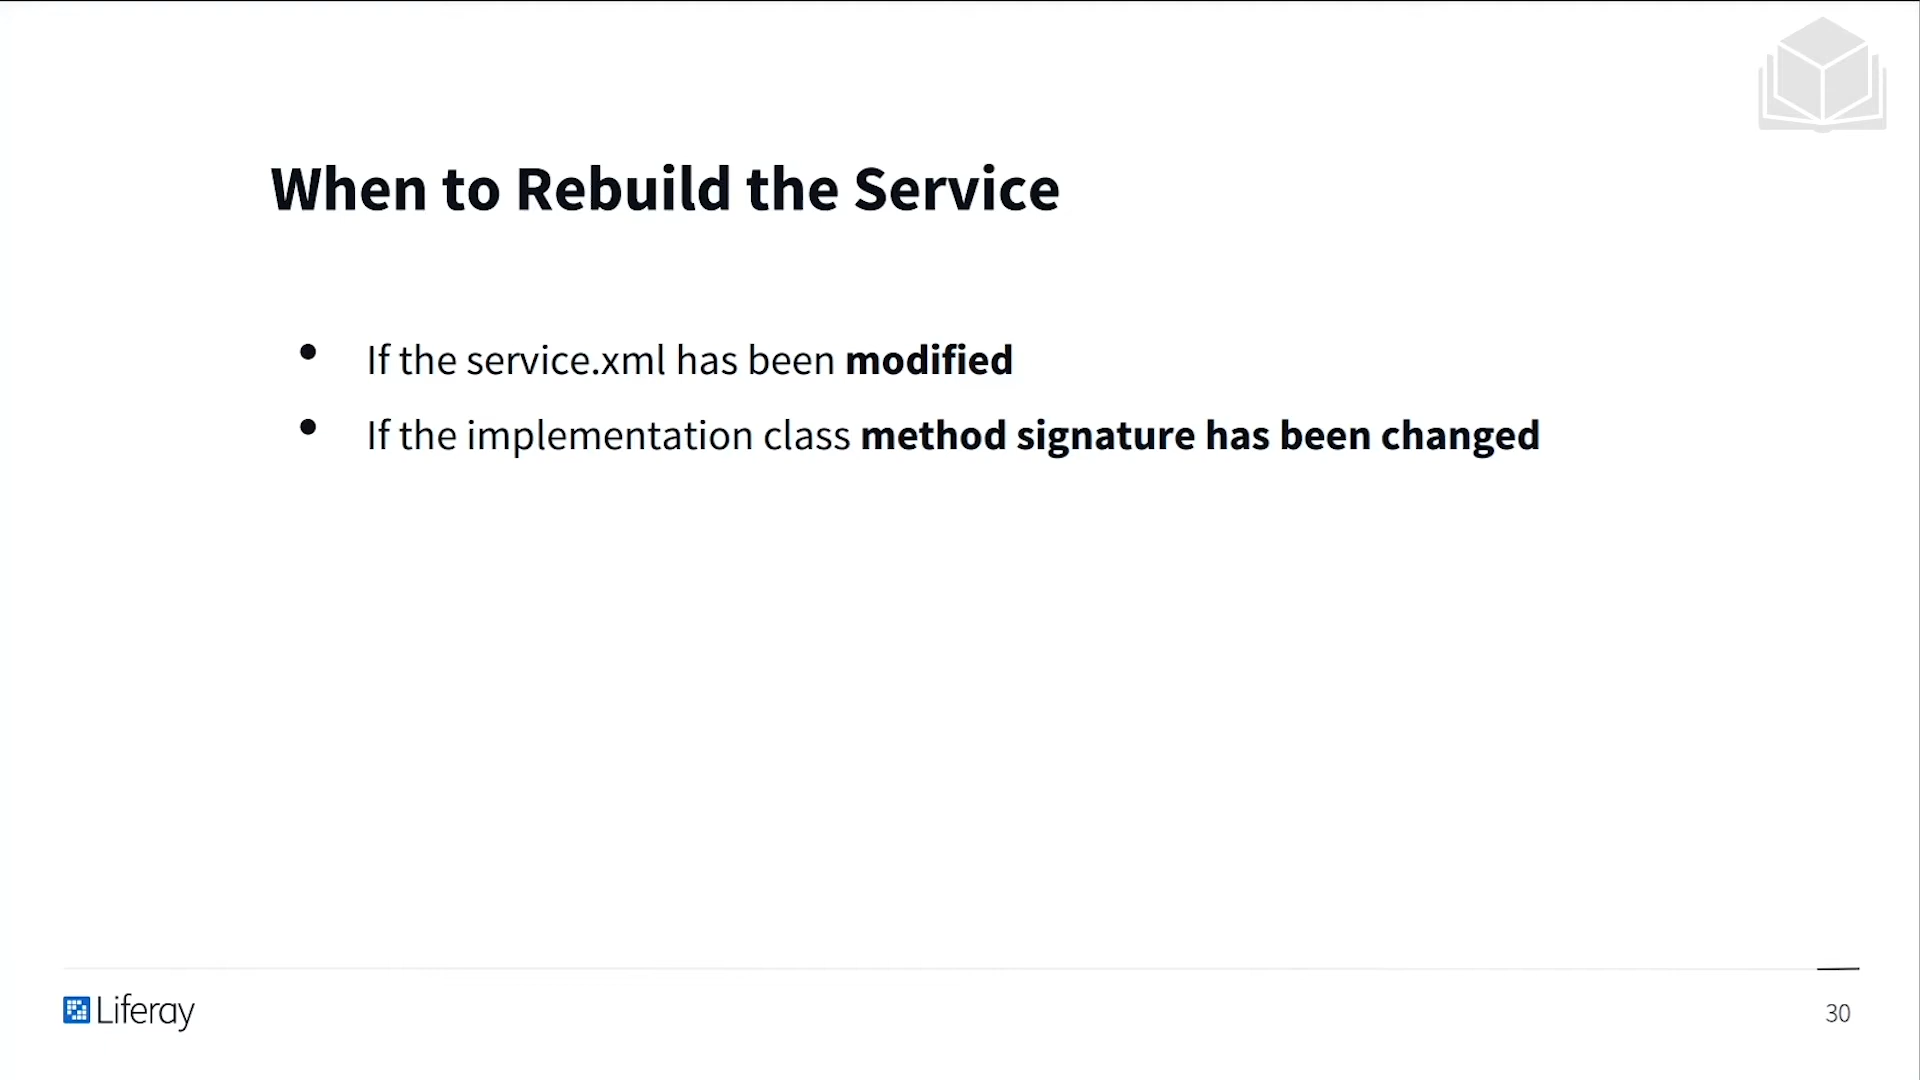 When to Rebuild the Service
• If the service.xml has been modified
• If the implementation class method signature has been changed
Liferay
30